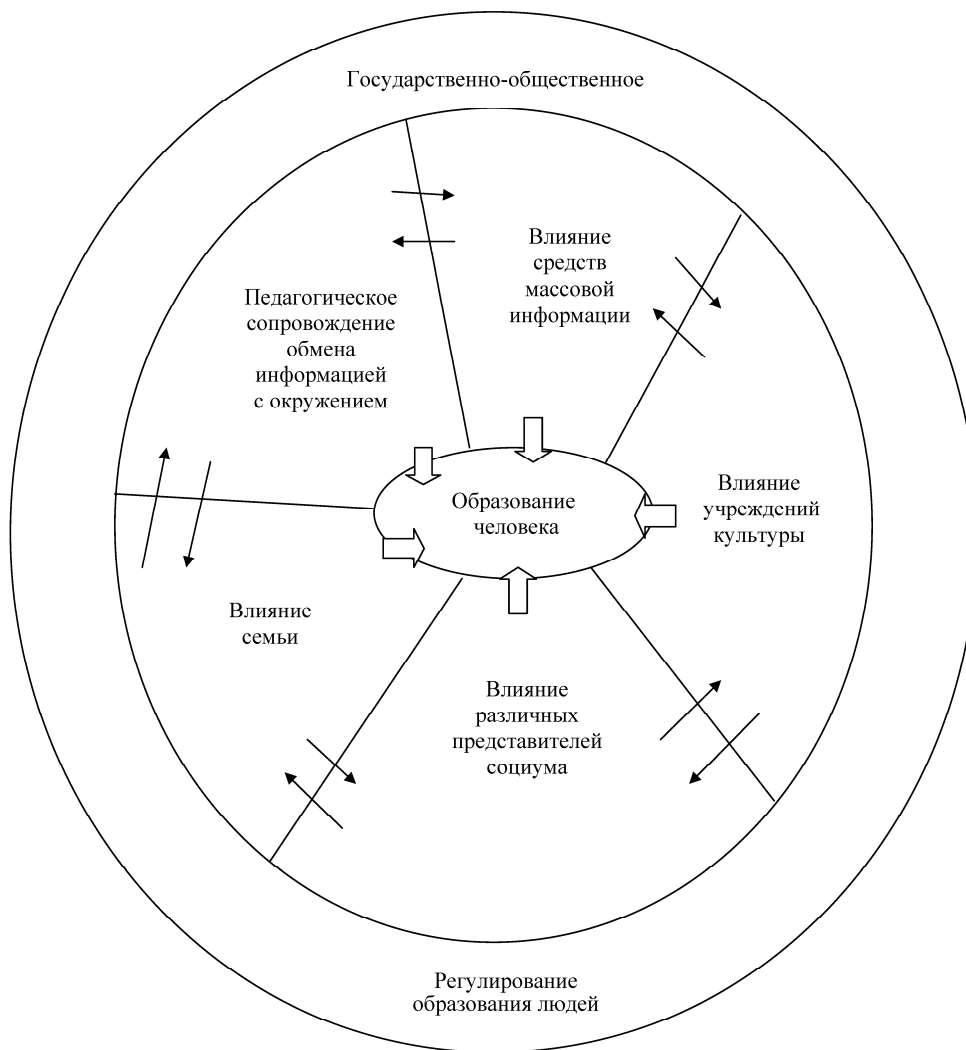 Государственно-общественное
Влияние
средств
массовой
информации
Педагогическое
сопровождение
обмена
информацией
с окружением
Образование
человека
Влияние
учреждений
культуры
Влияние
семьи
Влияние
различных
представителей
социума
Регулирование
образования людей